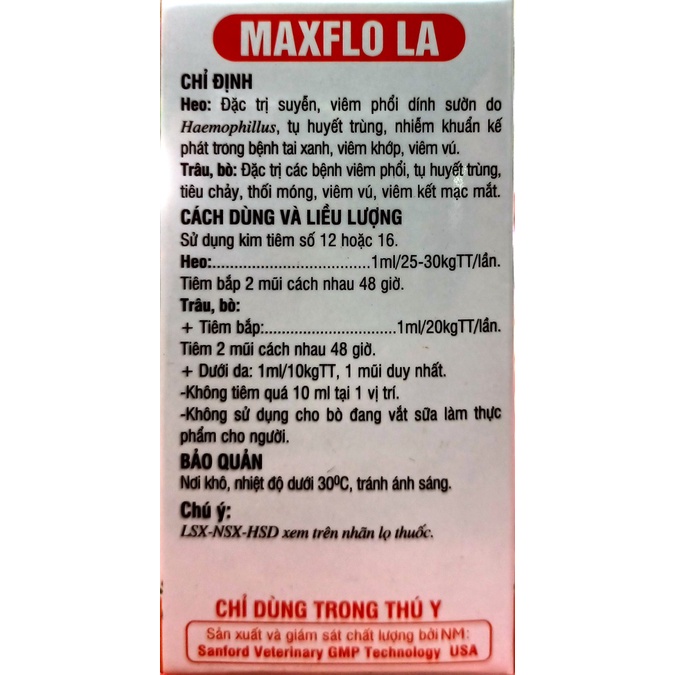 MAXFLO LA
CHỈ ĐỊNH
Heo: Đặc trị suyễn, viêm phổi dính sườn do
Haemophillus, tụ huyết trùng, nhiễm khuẩn kế
phát trong bệnh tai xanh, viêm khớp, viêm vú.
Trâu, bò: Đặc trị các bệnh viêm phổi, tụ huyết trùng,
tiêu chảy, thối móng, viêm vú, viêm kết mạc mắt.
CÁCH DÙNG VÀ LIỀU LƯỢNG
Sử dụng kim tiêm số 12 hoặc 16.
Heo:..................................1ml/25-30kgTT/lần.
Tiêm bắp 2 mũi cách nhau 48 giờ.
Trâu, bò:
+ Tiêm bắp:............................1ml/20kgTT/lần.
Tiêm 2 mũi cách nhau 48 giờ.
+ Dưới da: 1ml/10kgTT, 1 mũi duy nhất.
-Không tiêm quá 10 ml tại 1 vị trí.
-Không sử dụng cho bò đang vắt sữa làm thực
phẩm cho người.
BẢO QUẢN
Nơi khô, nhiệt độ dưới 30⁰C, tránh ánh sáng.
Chú ý:
LSX-NSX-HSD xem trên nhãn lọ thuốc.
CHỈ DÙNG TRONG THÚ Y
Sản xuất và giám sát chất lượng bởi NM:
Sanford Veterinary GMP Technology USA